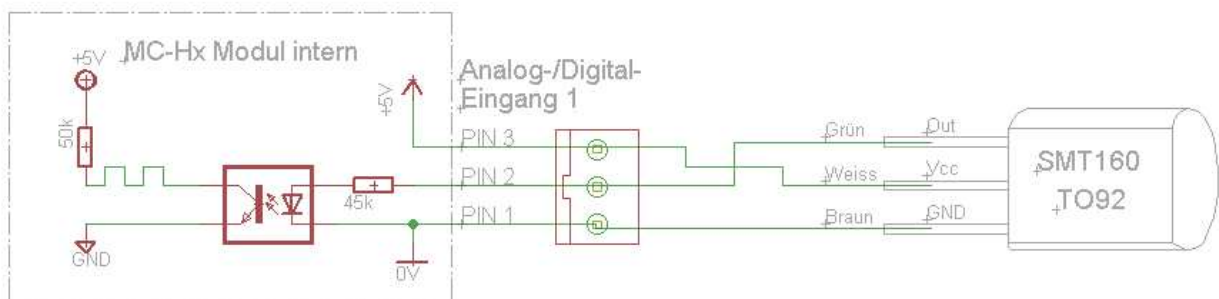 MC-Hx Modul intern
+5V
50k
GND
45k
+5V
0V
Analog-/Digital-
Eingang 1
PIN 3
PIN 2
PIN 1
Grün
Weiss
Braun
Out
Vcc
GND
SMT160
TO92